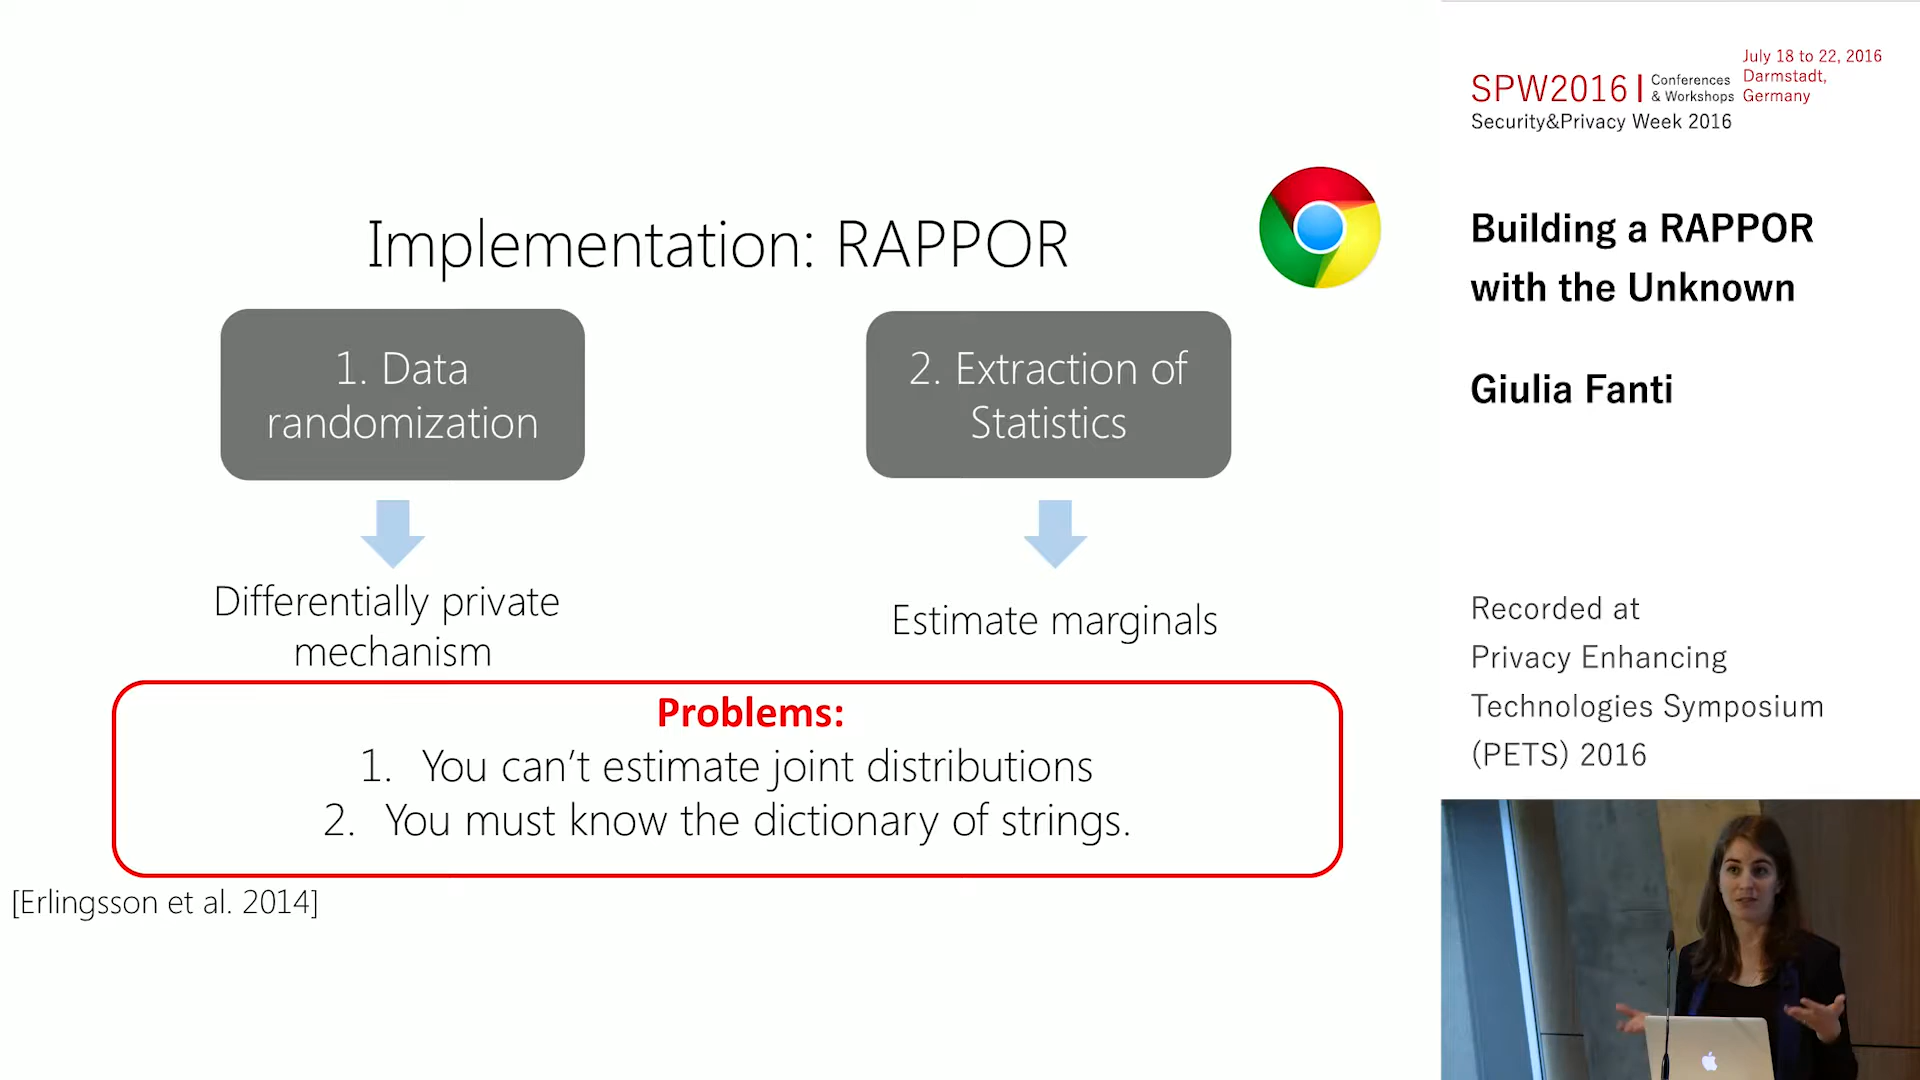 Implementation: RAPPOR
1. Data
randomization
2. Extraction of
Statistics
Differentially private
mechanism
Estimate marginals
Problems:
1. You can’t estimate joint distributions
2. You must know the dictionary of strings.
[Erlingsson et al. 2014]
July 18 to 22, 2016
SPW2016 | Conferences Darmstadt,
& Workshops Germany
Security&Privacy Week 2016
Building a RAPPOR
with the Unknown
Giulia Fanti
Recorded at
Privacy Enhancing
Technologies Symposium
(PETS) 2016